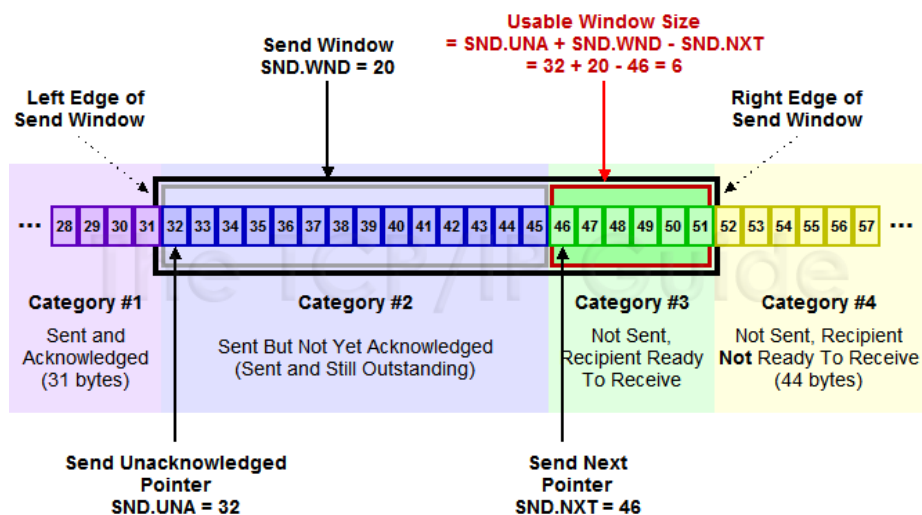 Usable Window Size
= SND.UNA + SND.WND - SND.NXT
= 32 + 20 - 46 = 6
Send Window
SND.WND = 20
Left Edge of
Send Window
Right Edge of
Send Window
... 28 29 30 31 32 33 34 35 36 37 38 39 40 41 42 43 44 45 46 47 48 49 50 51 52 53 54 55 56 57 ...
The TCP/IP Guide
Category #1
Sent and
Acknowledged
(31 bytes)
Category #2
Sent But Not Yet Acknowledged
(Sent and Still Outstanding)
Category #3
Not Sent,
Recipient Ready
To Receive
Category #4
Not Sent, Recipient
Not Ready To Receive
(44 bytes)
Send Unacknowledged
Pointer
SND.UNA = 32
Send Next
Pointer
SND.NXT = 46